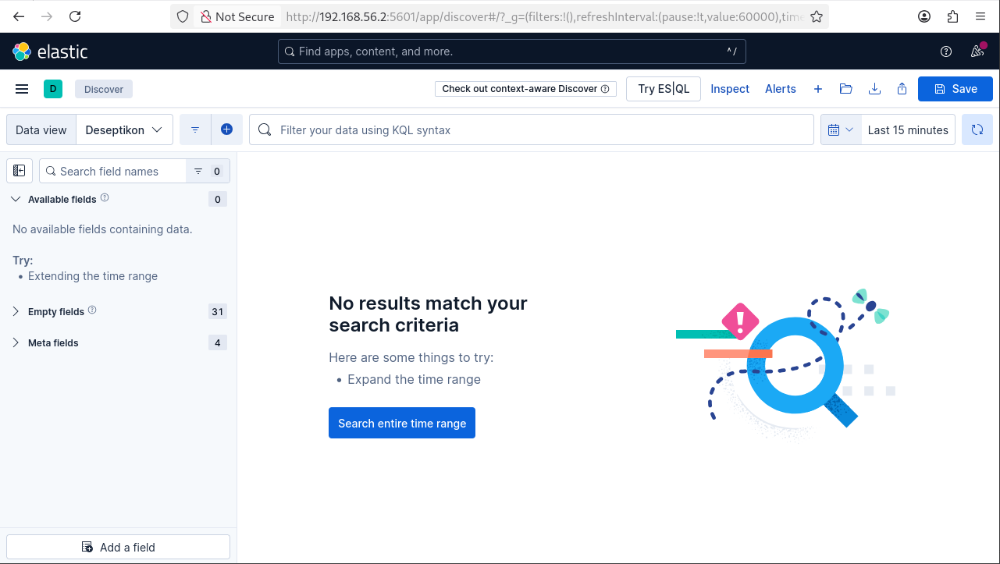 Not Secure http://192.168.56.2:5601/app/discover#/?_g=(filters:!(),refreshInterval:(pause:!t,value:60000),time
elastic Find apps, content, and more. ^/
D Discover Check out context-aware Discover Try ES|QL Inspect Alerts Save
Data view Deseptikon Filter your data using KQL syntax Last 15 minutes
Search field names 0
Available fields 0
No available fields containing data.
Try:
• Extending the time range
Empty fields 31
Meta fields 4
Add a field
No results match your
search criteria
Here are some things to try:
• Expand the time range
Search entire time range